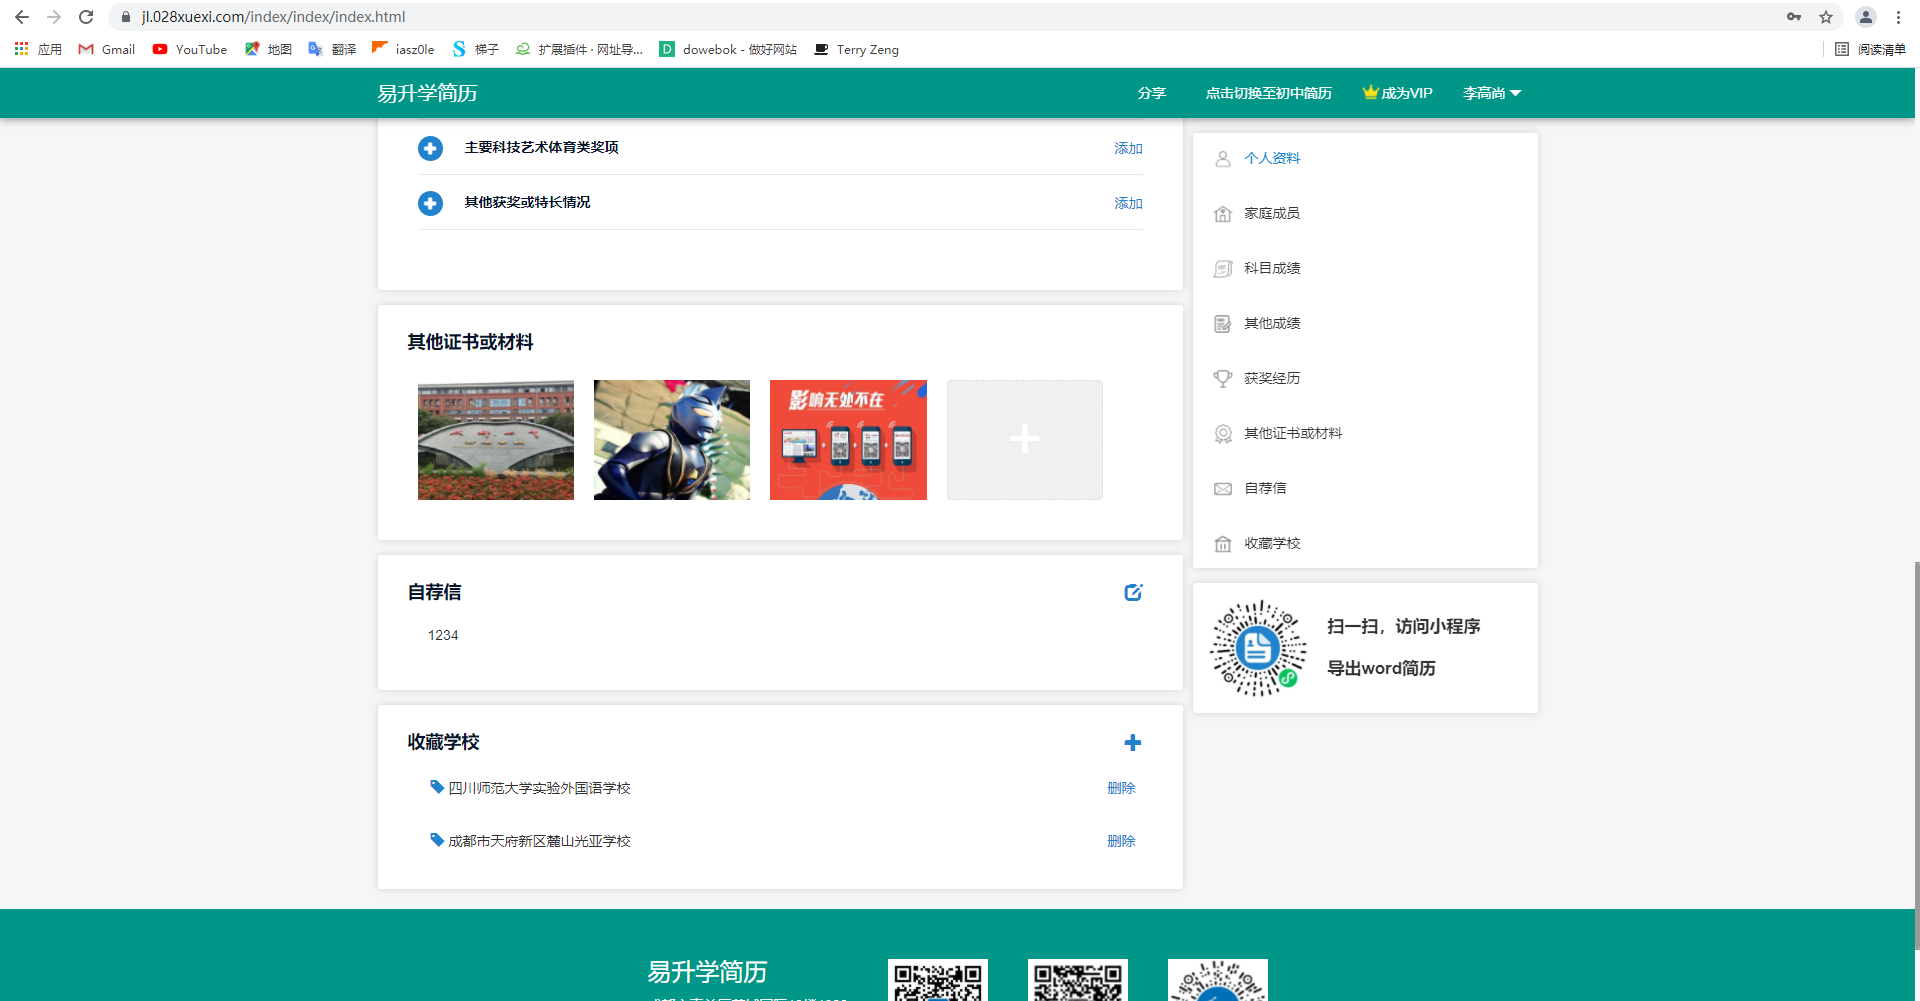 jl.028xuexi.com/index/index/index.html
应用 Gmail YouTube 地图 翻译 iasz0le 梯子 扩展插件 · 网址导... dowebok - 做好网站 Terry Zeng 阅读清单
易升学简历 分享 点击切换至初中简历 成为VIP 李高尚
主要科技艺术体育类奖项 添加
其他获奖或特长情况 添加
其他证书或材料
影响无处不在
自荐信
1234
收藏学校
四川师范大学实验外国语学校 删除
成都市天府新区麓山光亚学校 删除
个人资料
家庭成员
科目成绩
其他成绩
获奖经历
其他证书或材料
自荐信
收藏学校
扫一扫，访问小程序
导出word简历
易升学简历